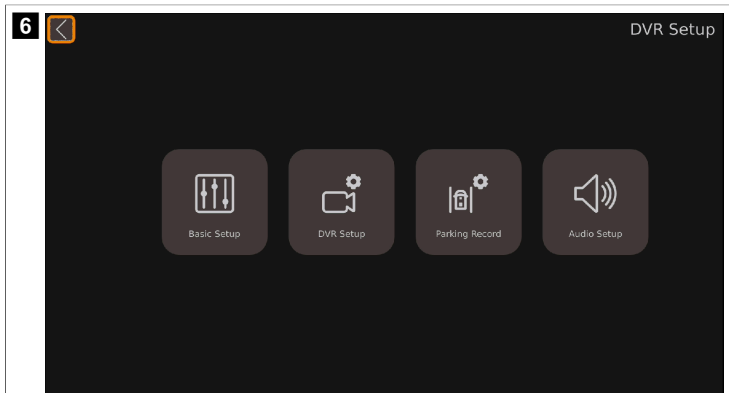 6
DVR Setup
Basic Setup
DVR Setup
Parking Record
Audio Setup